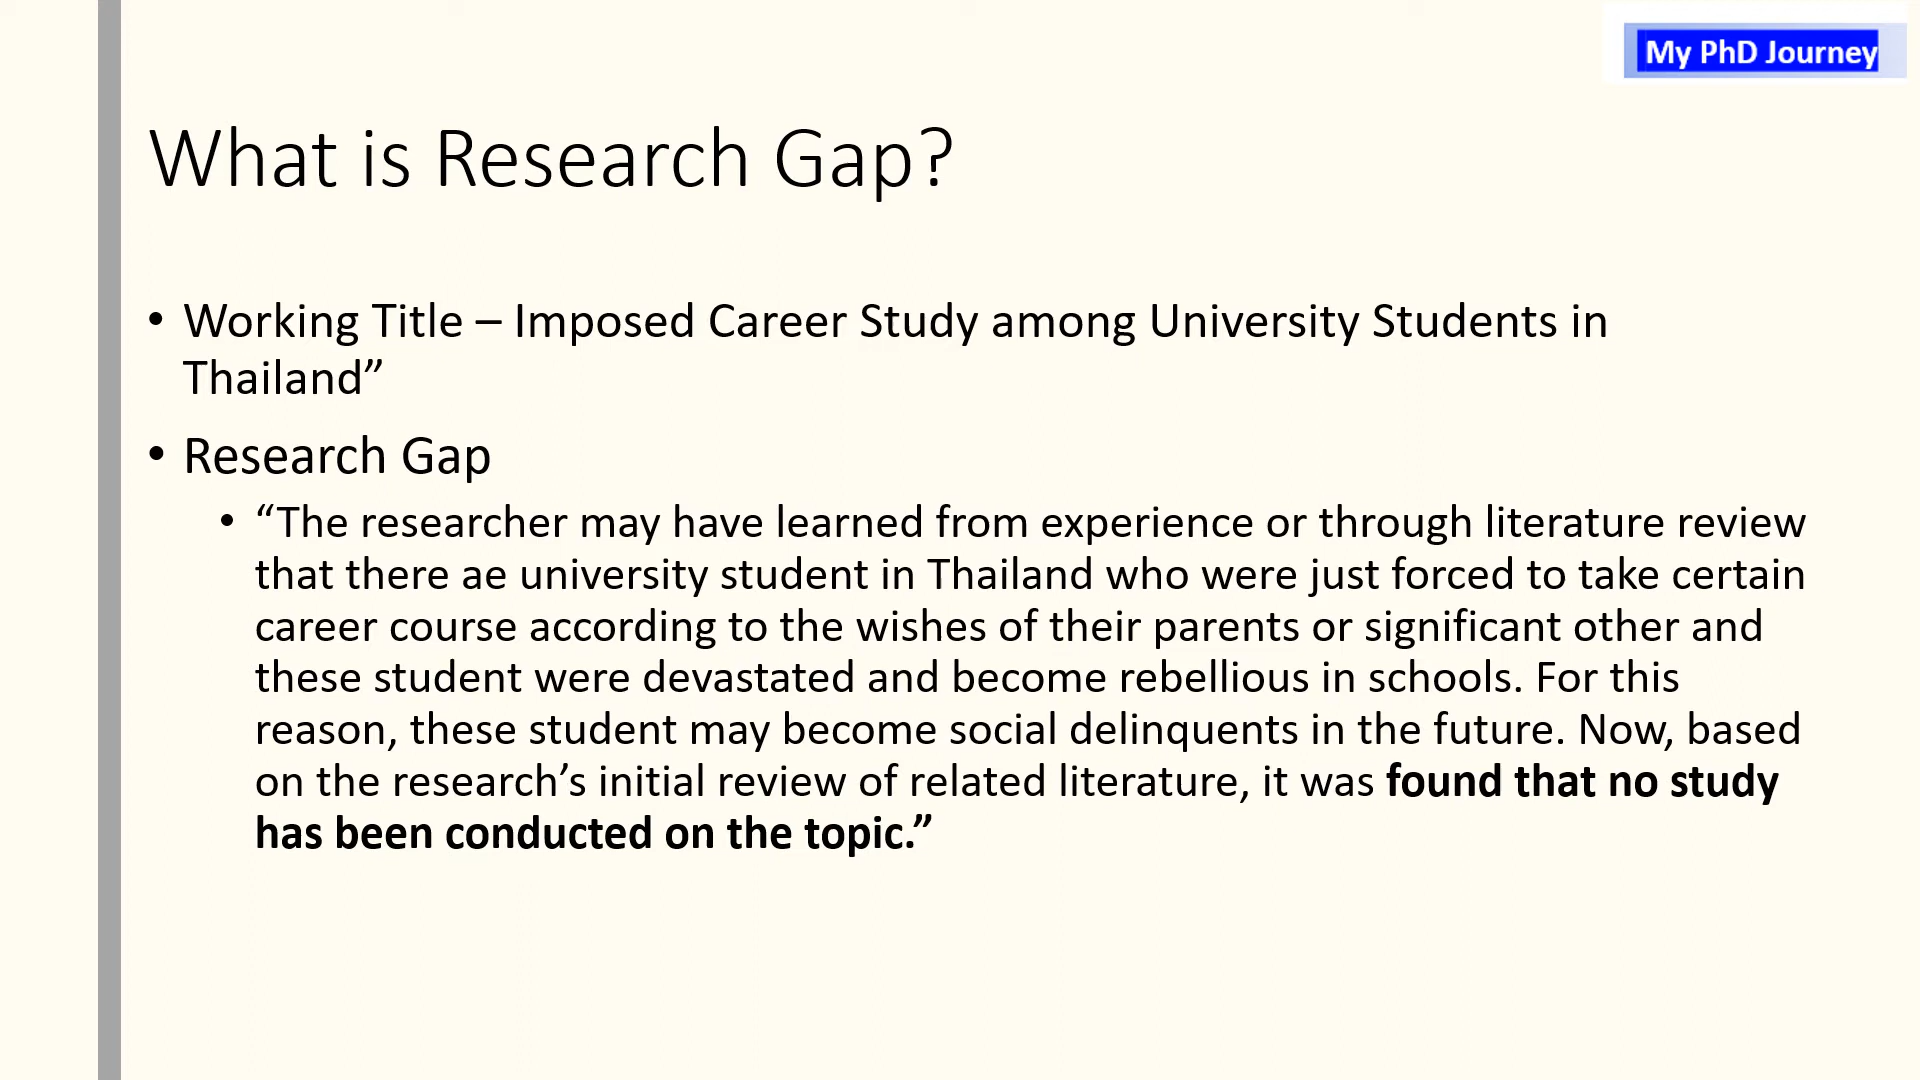 My PhD Journey
What is Research Gap?
• Working Title – Imposed Career Study among University Students in
Thailand”
• Research Gap
• “The researcher may have learned from experience or through literature review
that there ae university student in Thailand who were just forced to take certain
career course according to the wishes of their parents or significant other and
these student were devastated and become rebellious in schools. For this
reason, these student may become social delinquents in the future. Now, based
on the research’s initial review of related literature, it was found that no study
has been conducted on the topic.”